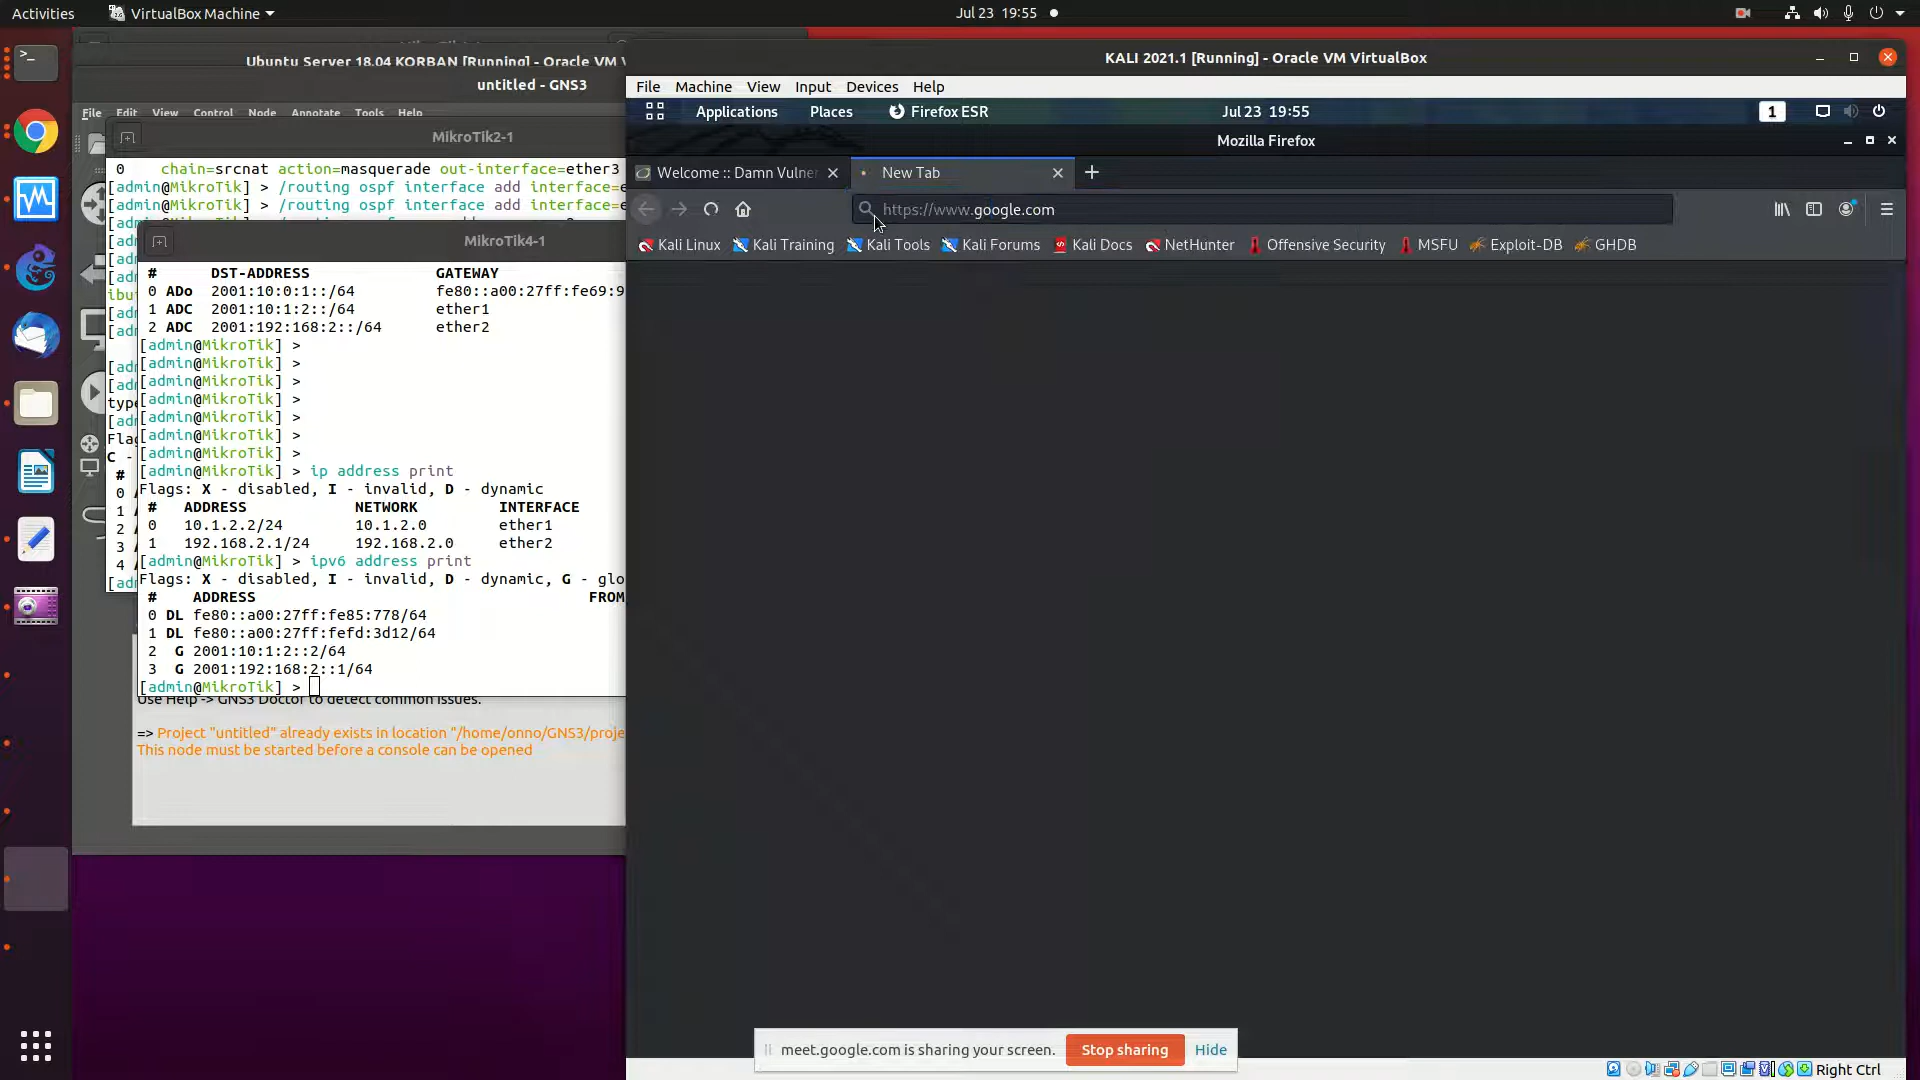 Activities
VirtualBox Machine
Jul 23 19:55
Ubuntu Server 18.04 KORBAN [Running] - Oracle VM V
untitled - GNS3
File Edit View Control Node Annotate Tools Help
MikroTik2-1
0 chain=srcnat action=masquerade out-interface=ether3
[admin@MikroTik] > /routing ospf interface add interface=e
[admin@MikroTik] > /routing ospf interface add interface=e
MikroTik4-1
# DST-ADDRESS GATEWAY
0 ADo 2001:10:0:1::/64 fe80::a00:27ff:fe69:9
1 ADC 2001:10:1:2::/64 ether1
2 ADC 2001:192:168:2::/64 ether2
[admin@MikroTik] >
[admin@MikroTik] >
[admin@MikroTik] >
[admin@MikroTik] >
[admin@MikroTik] >
[admin@MikroTik] >
[admin@MikroTik] >
[admin@MikroTik] > ip address print
Flags: X - disabled, I - invalid, D - dynamic
# ADDRESS NETWORK INTERFACE
0 10.1.2.2/24 10.1.2.0 ether1
1 192.168.2.1/24 192.168.2.0 ether2
[admin@MikroTik] > ipv6 address print
Flags: X - disabled, I - invalid, D - dynamic, G - glo
# ADDRESS FROM
0 DL fe80::a00:27ff:fe85:778/64
1 DL fe80::a00:27ff:fefd:3d12/64
2 G 2001:10:1:2::2/64
3 G 2001:192:168:2::1/64
[admin@MikroTik] >
Use Help -> GNS3 Doctor to detect common issues.
=> Project "untitled" already exists in location "/home/onno/GNS3/proje
This node must be started before a console can be opened
KALI 2021.1 [Running] - Oracle VM VirtualBox
File Machine View Input Devices Help
Applications Places Firefox ESR Jul 23 19:55 1
Mozilla Firefox
Welcome :: Damn Vulner New Tab
https://www.google.com
Kali Linux Kali Training Kali Tools Kali Forums Kali Docs NetHunter Offensive Security MSFU Exploit-DB GHDB
meet.google.com is sharing your screen. Stop sharing Hide
Right Ctrl